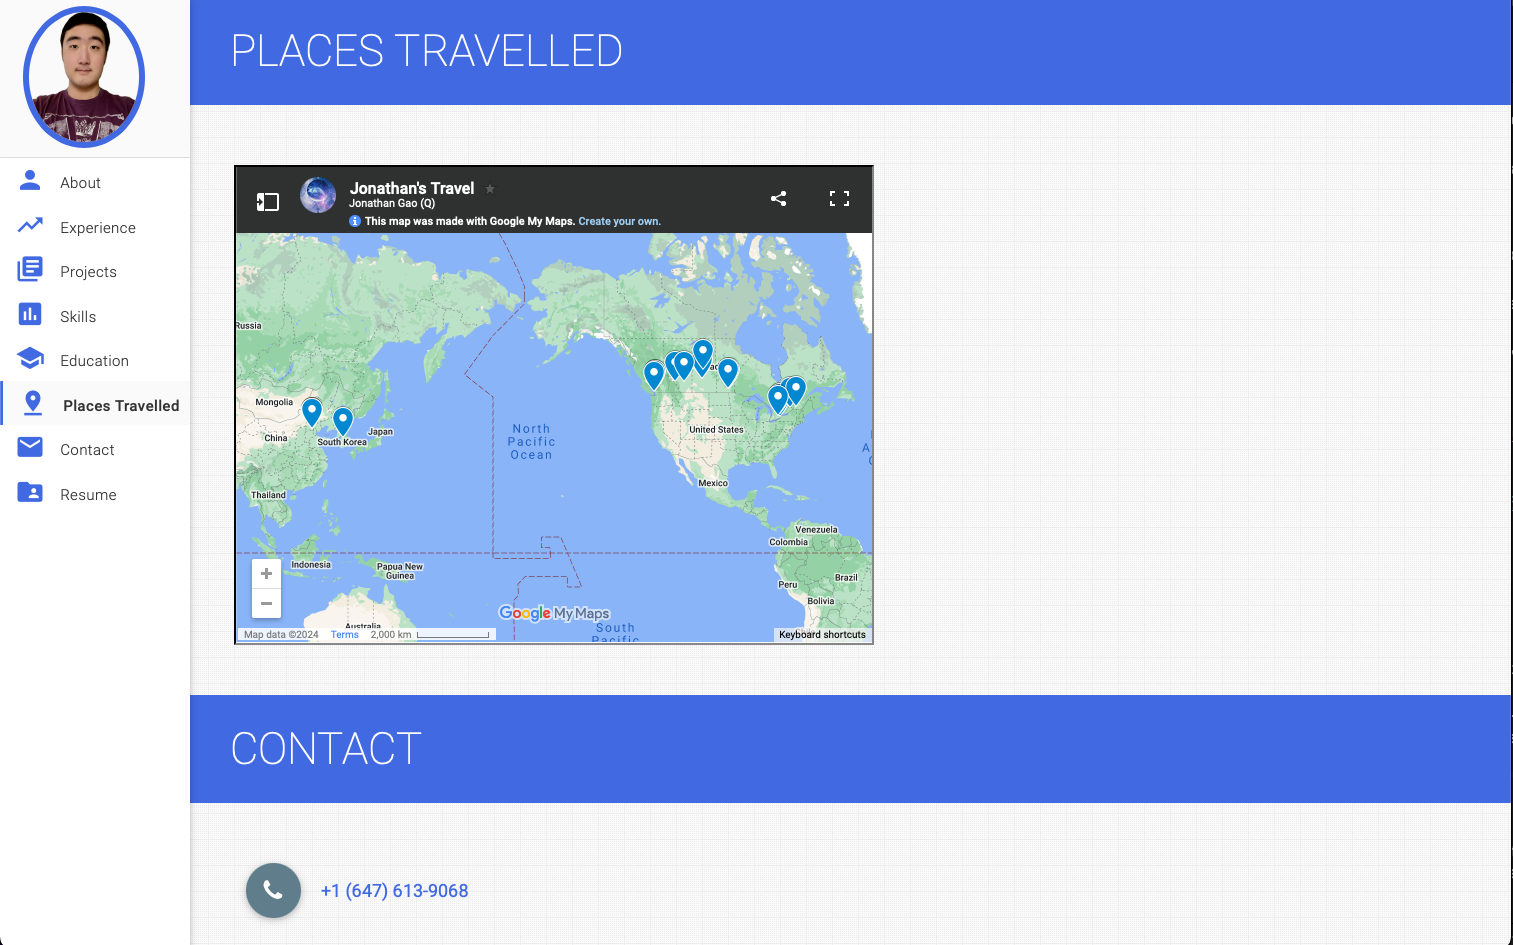 PLACES TRAVELLED
About
Experience
Projects
Skills
Education
Places Travelled
Contact
Resume
Jonathan's Travel
Jonathan Gao (Q)
This map was made with Google My Maps. Create your own.
Russia
Mongolia
China
Japan
South Korea
Thailand
Indonesia
Papua New
Guinea
Australia
North
Pacific
Ocean
United States
Mexico
Venezuela
Colombia
Brazil
Peru
Bolivia
Google My Maps
South
Pacific
Map data ©2024 Terms 2,000 km
Keyboard shortcuts
CONTACT
+1 (647) 613-9068